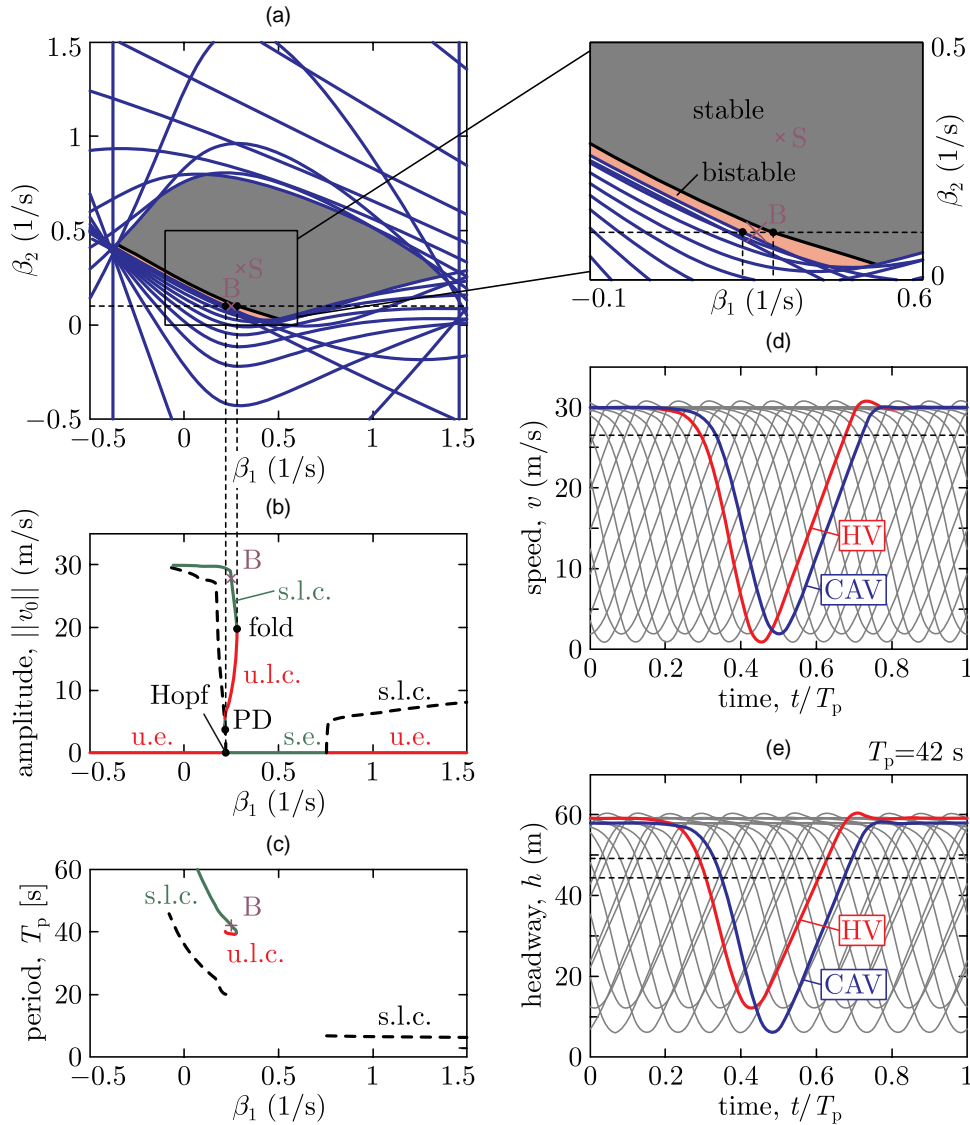 (a)
1.5
1
0.5
0
−0.5
β₂ (1/s)
S
B
−0.5 0 0.5 1 1.5
β₁ (1/s)
0.5
β₂ (1/s)
0
stable
S
bistable
B
−0.1 β₁ (1/s) 0.6
(b)
amplitude, ||v₀|| (m/s)
30
20
10
0
B
s.l.c.
fold
u.l.c.
Hopf
PD
s.l.c.
u.e. s.e. u.e.
−0.5 0 0.5 1 1.5
β₁ (1/s)
(c)
period, Tₚ [s]
60
40
20
0
s.l.c.
B
u.l.c.
s.l.c.
−0.5 0 0.5 1 1.5
β₁ (1/s)
(d)
speed, v (m/s)
30
20
10
0
HV
CAV
0 0.2 0.4 0.6 0.8 1
time, t/Tₚ
(e)
Tₚ=42 s
headway, h (m)
60
40
20
0
HV
CAV
0 0.2 0.4 0.6 0.8 1
time, t/Tₚ